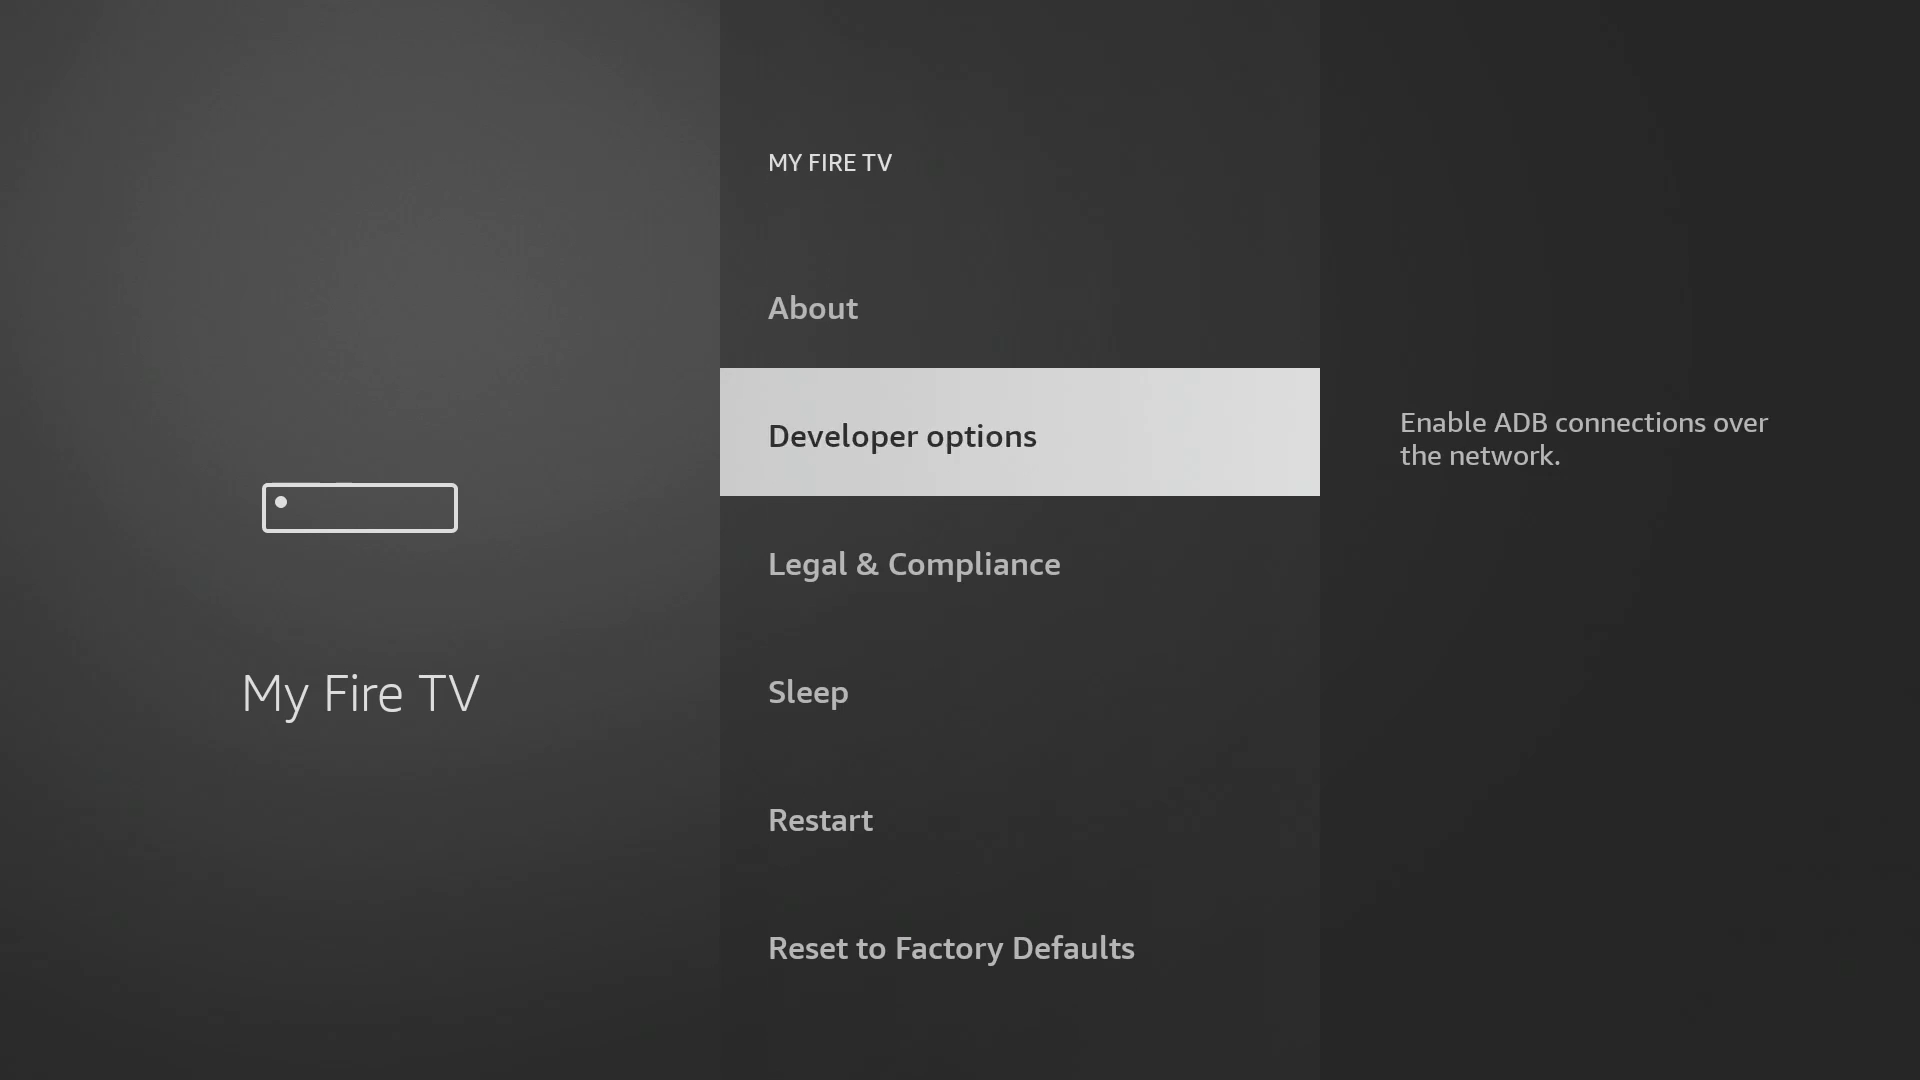 MY FIRE TV
About
Developer options
Enable ADB connections over
the network.
Legal & Compliance
Sleep
My Fire TV
Restart
Reset to Factory Defaults